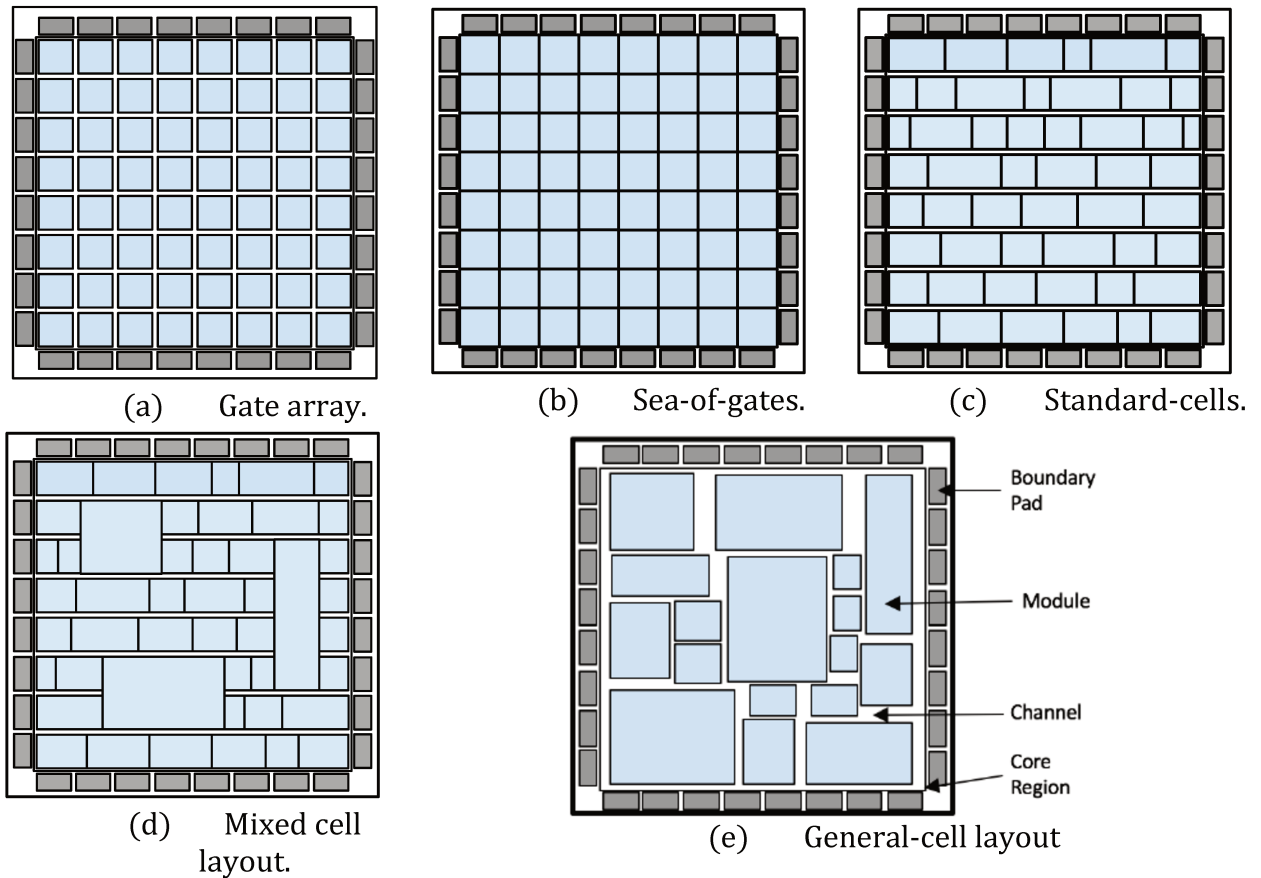 (a) Gate array.
(b) Sea-of-gates.
(c) Standard-cells.
(d) Mixed cell
layout.
Boundary
Pad
Module
Channel
Core
Region
(e) General-cell layout